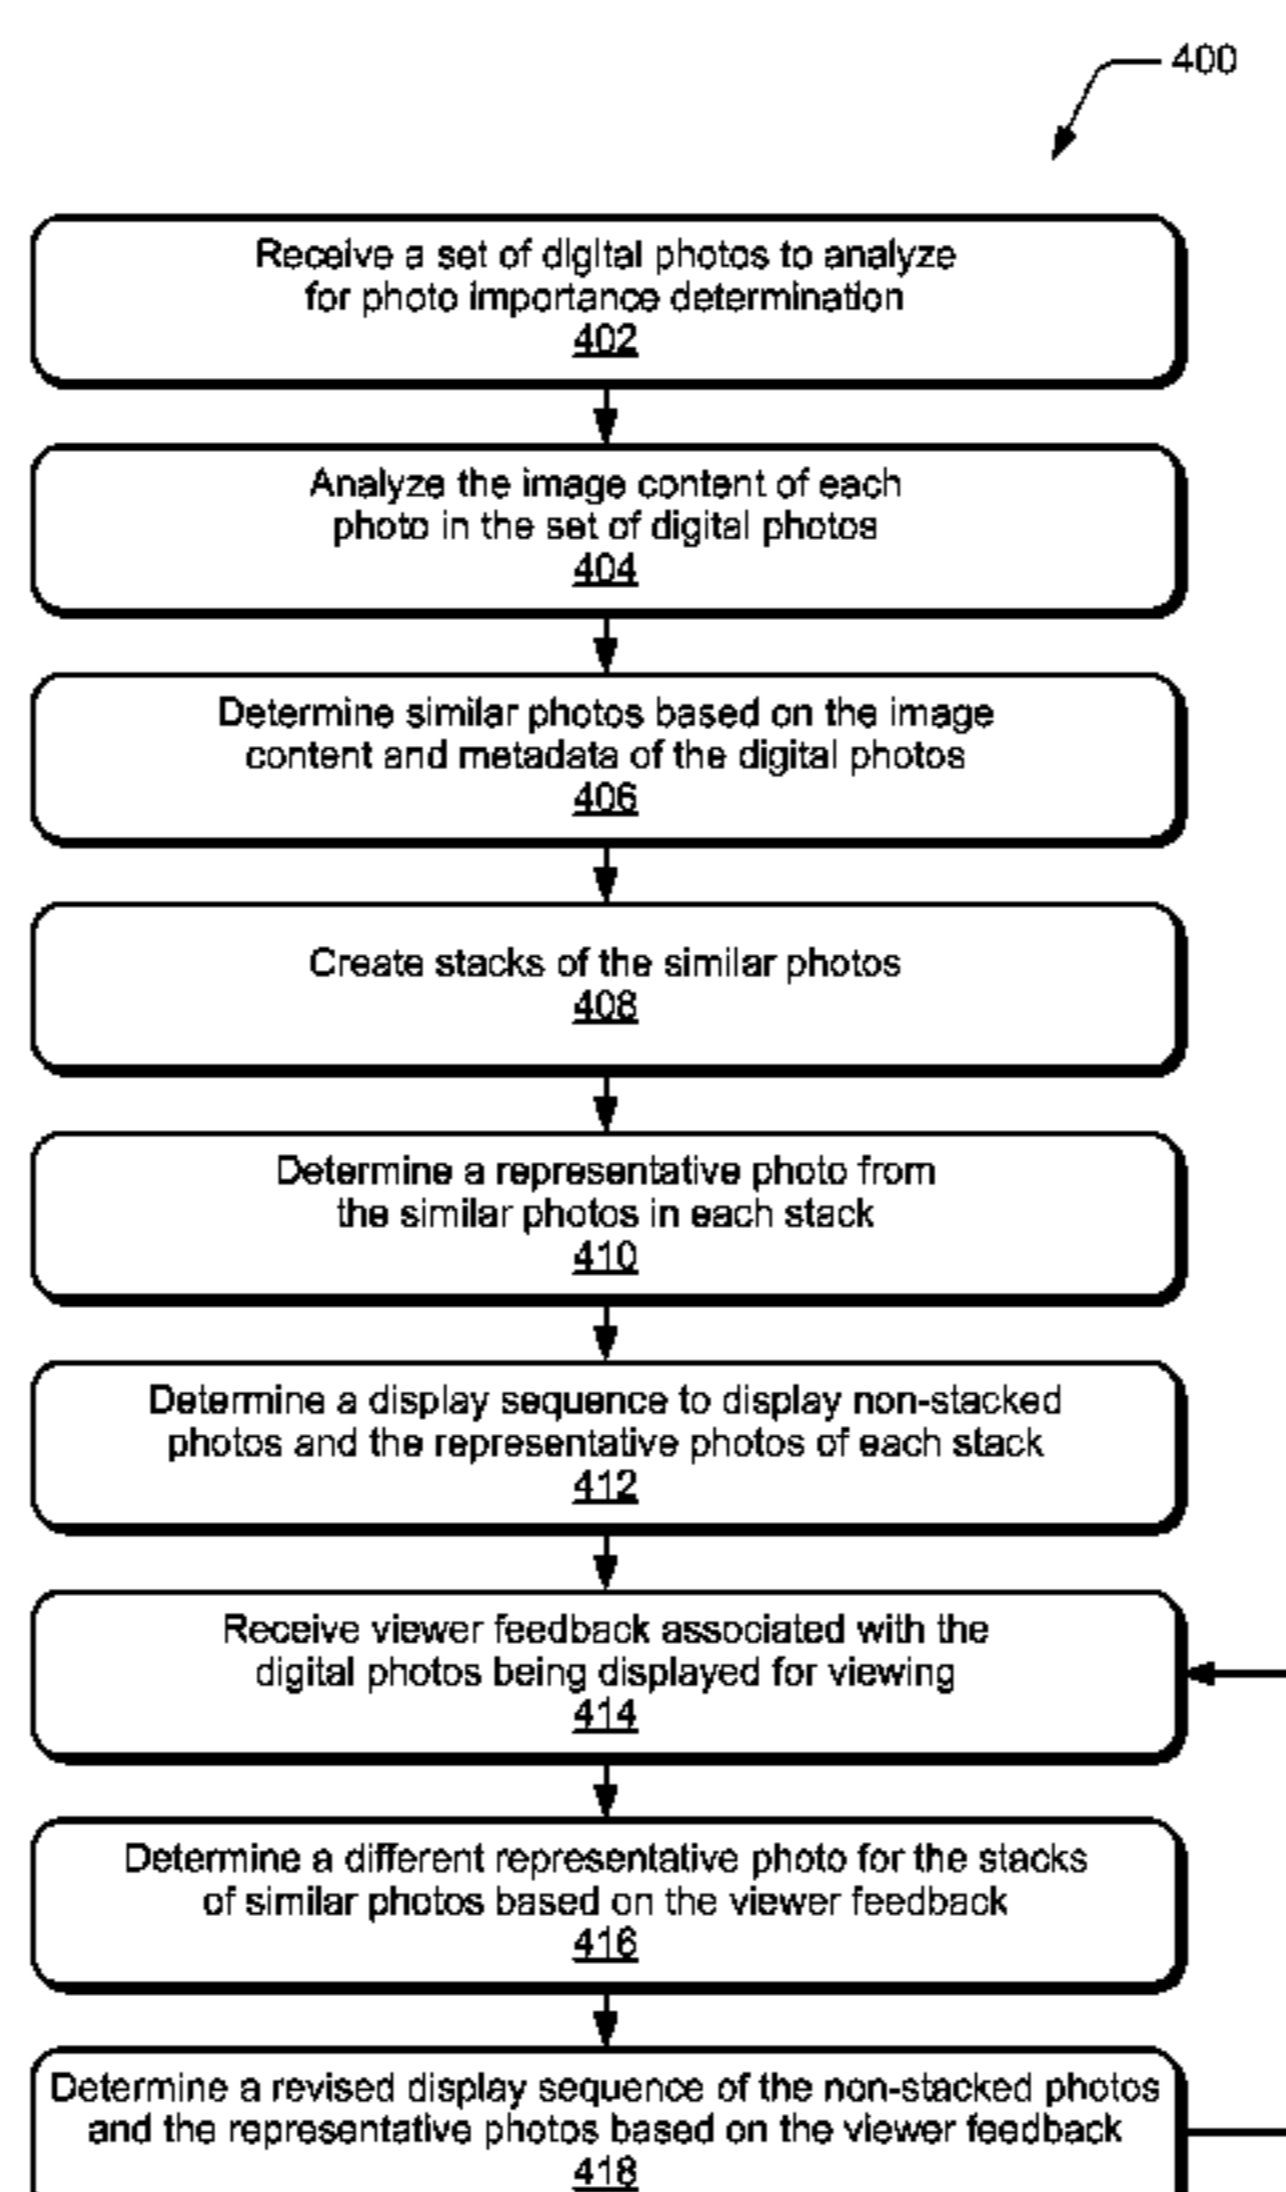 400
Receive a set of digital photos to analyze
for photo importance determination
402
Analyze the image content of each
photo in the set of digital photos
404
Determine similar photos based on the image
content and metadata of the digital photos
406
Create stacks of the similar photos
408
Determine a representative photo from
the similar photos in each stack
410
Determine a display sequence to display non-stacked
photos and the representative photos of each stack
412
Receive viewer feedback associated with the
digital photos being displayed for viewing
414
Determine a different representative photo for the stacks
of similar photos based on the viewer feedback
416
Determine a revised display sequence of the non-stacked photos
and the representative photos based on the viewer feedback
418